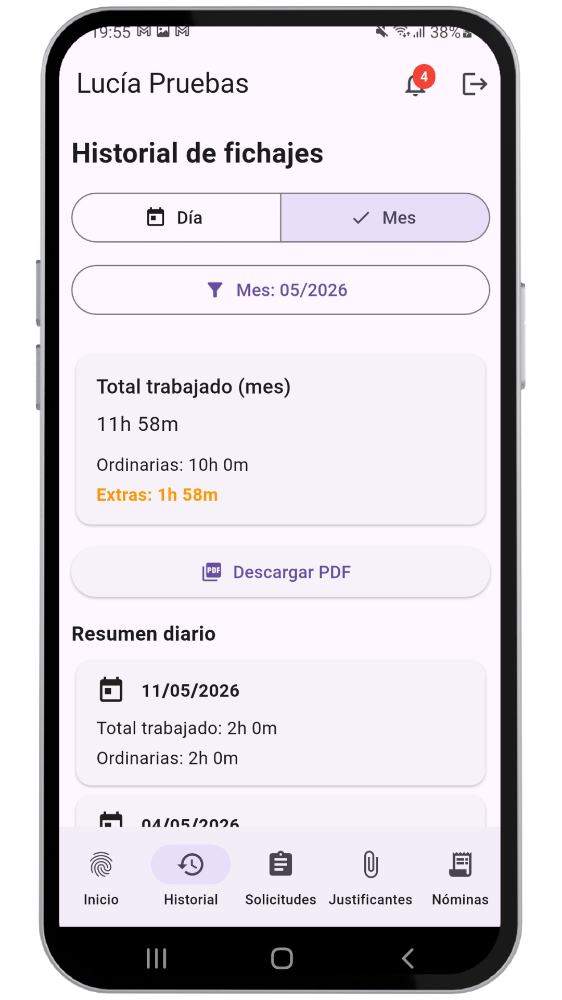 19:55 38%
Lucía Pruebas 4
Historial de fichajes
Día Mes
Mes: 05/2026
Total trabajado (mes)
11h 58m
Ordinarias: 10h 0m
Extras: 1h 58m
PDF Descargar PDF
Resumen diario
11/05/2026
Total trabajado: 2h 0m
Ordinarias: 2h 0m
04/05/2026
Inicio Historial Solicitudes Justificantes Nóminas